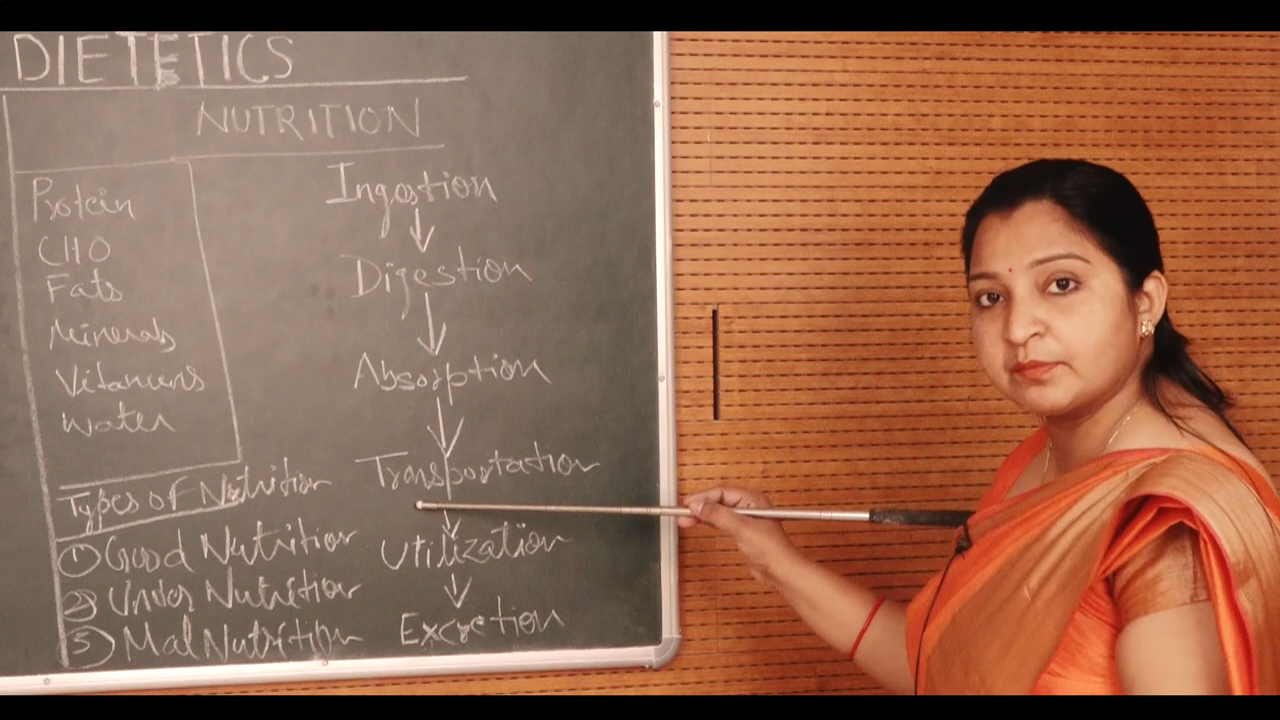 DIETETICS
NUTRITION
Protein
CHO
Fats
Minerals
Vitamins
Water
Types of Nutrition
① Good Nutrition
② Under Nutrition
③ Mal Nutrition
Ingestion
↓
Digestion
↓
Absorption
↓
Transportation
↓
Utilization
↓
Excretion